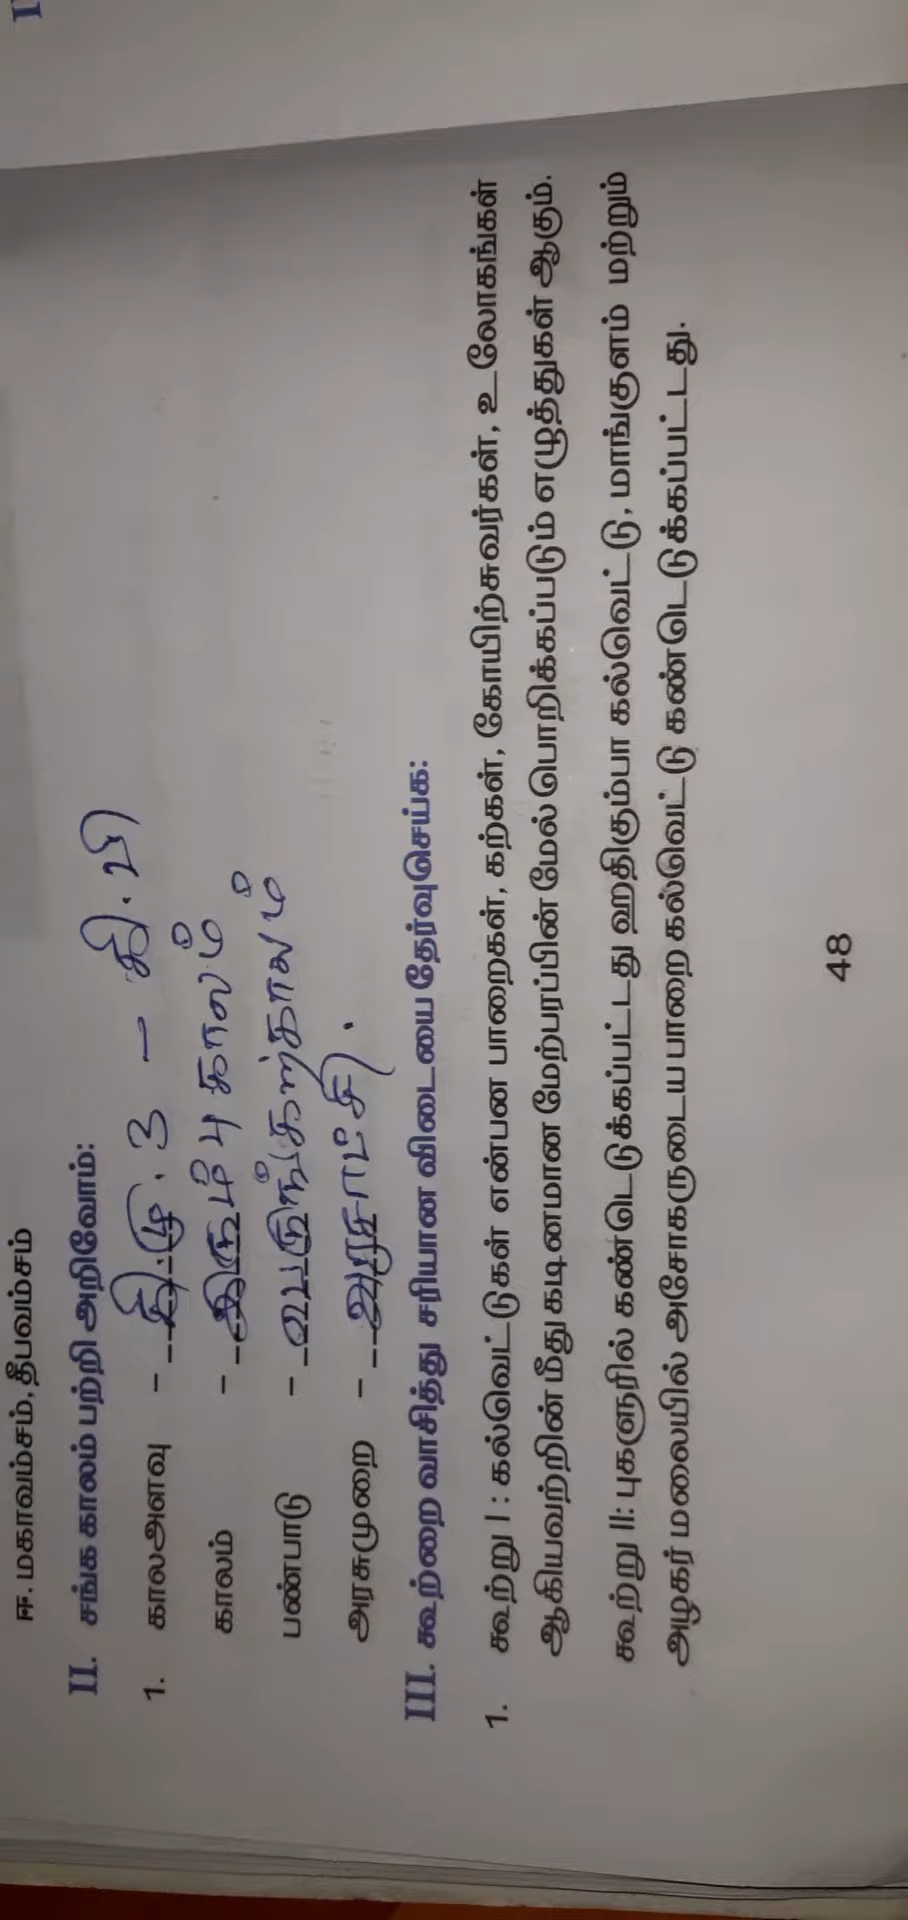 ஈ. மகாவம்சம், தீபவம்சம்
II. சங்க காலம் பற்றி அறிவோம்:
1. காலஅளவு - கி.மு. 3 - கி. பி
காலம் - இரும்பு காலம்
பண்பாடு - பெருங்கற்காலம்
அரசுமுறை - அரசாட்சி.
III. கூற்றை வாசித்து சரியான விடையை தேர்வுசெய்க:
1. கூற்று I : கல்வெட்டுகள் என்பன பாறைகள், கற்கள், கோயிற்சுவர்கள், உலோகங்கள்
ஆகியவற்றின் மீது கடினமான மேற்பரப்பின் மேல் பொறிக்கப்படும் எழுத்துகள் ஆகும்.
கூற்று II: புகளுரில் கண்டெடுக்கப்பட்டது ஹதிகும்பா கல்வெட்டு, மாங்குளம் மற்றும்
அழகர் மலையில் அசோகருடைய பாறை கல்வெட்டு கண்டெடுக்கப்பட்டது.
48